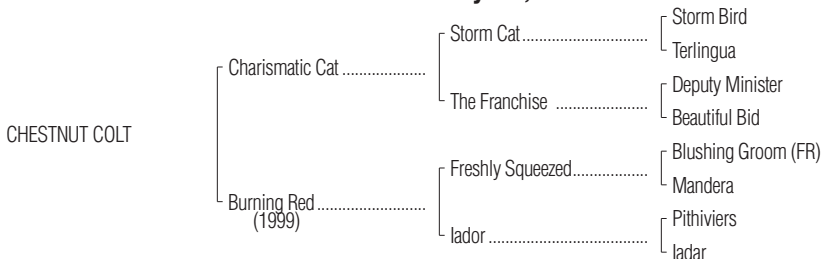 Storm Bird
Storm Cat..............................
Terlingua
Charismatic Cat ....................
Deputy Minister
The Franchise ......................
Beautiful Bid
CHESTNUT COLT
Blushing Groom (FR)
Freshly Squeezed..................
Mandera
Burning Red..........................
(1999)
Pithiviers
Iador ......................................
Iadar